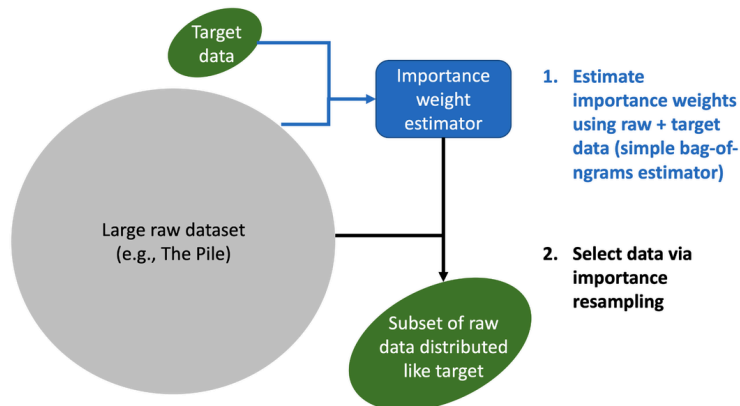 Target
data
Importance
weight
estimator
1. Estimate
importance weights
using raw + target
data (simple bag-of-
ngrams estimator)
Large raw dataset
(e.g., The Pile)
2. Select data via
importance
resampling
Subset of raw
data distributed
like target